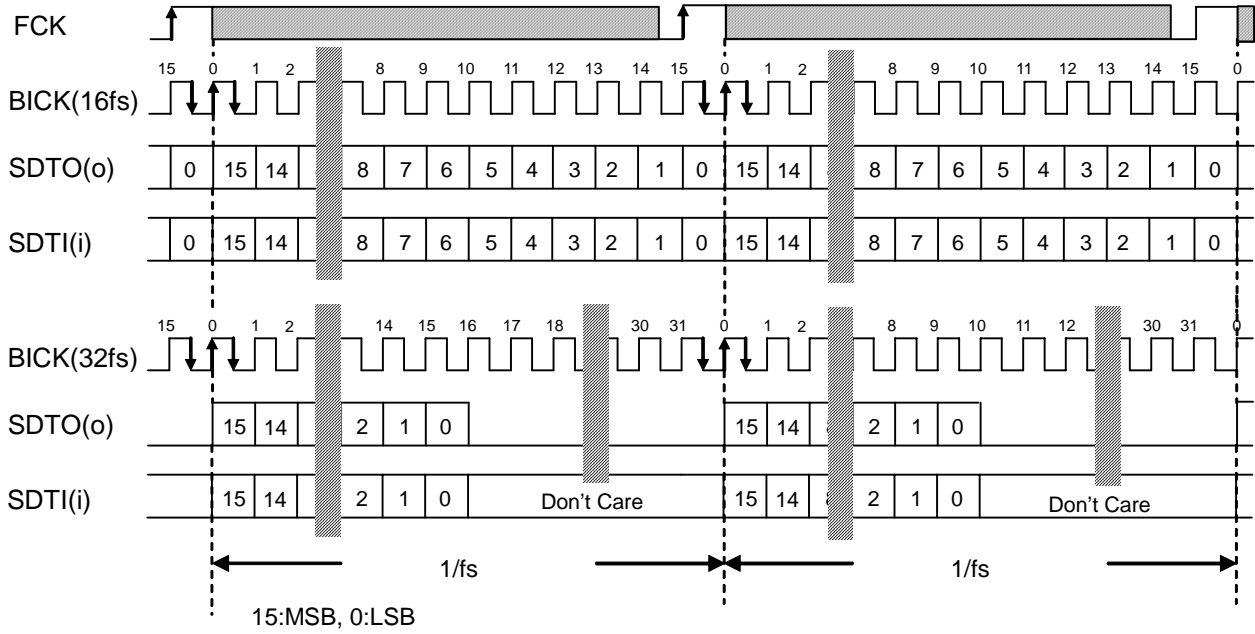 FCK
15 0 1 2 8 9 10 11 12 13 14 15 0 1 2 8 9 10 11 12 13 14 15 0
BICK(16fs)
SDTO(o) 0 15 14 8 7 6 5 4 3 2 1 0 15 14 8 7 6 5 4 3 2 1 0
SDTI(i) 0 15 14 8 7 6 5 4 3 2 1 0 15 14 8 7 6 5 4 3 2 1 0
15 0 1 2 14 15 16 17 18 30 31 0 1 2 8 9 10 11 12 30 31 0
BICK(32fs)
SDTO(o) 15 14 2 1 0 15 14 2 1 0
SDTI(i) 15 14 2 1 0 Don't Care 15 14 2 1 0 Don't Care
1/fs 1/fs
15:MSB, 0:LSB